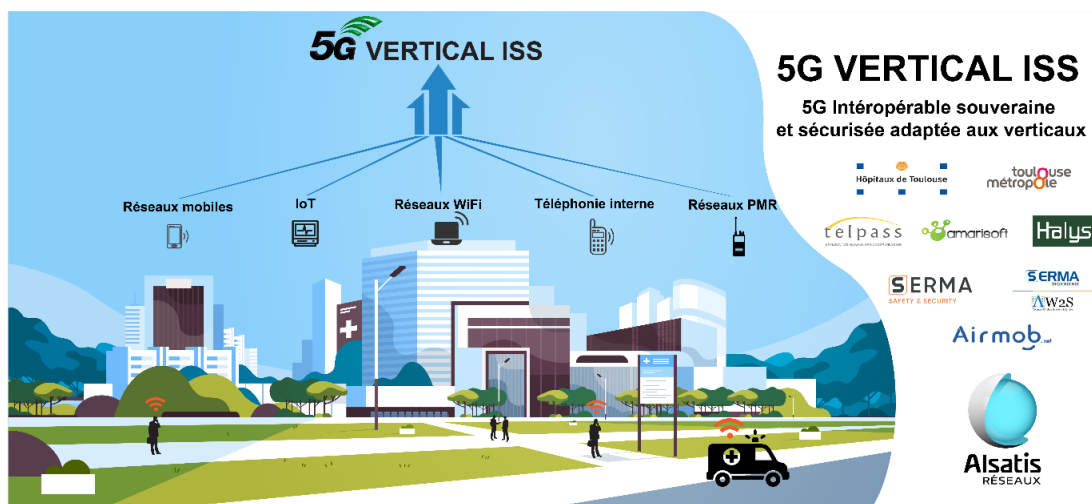 5G VERTICAL ISS
Réseaux mobiles
IoT
Réseaux WiFi
Téléphonie interne
Réseaux PMR
5G VERTICAL ISS
5G Intéropérable souveraine
et sécurisée adaptée aux verticaux
Hôpitaux de Toulouse
toulouse
métropole
telpass
amarisoft
Halys
SERMA
SAFETY & SECURITY
SERMA
AW2S
Airmob.net
Alsatis
RÉSEAUX